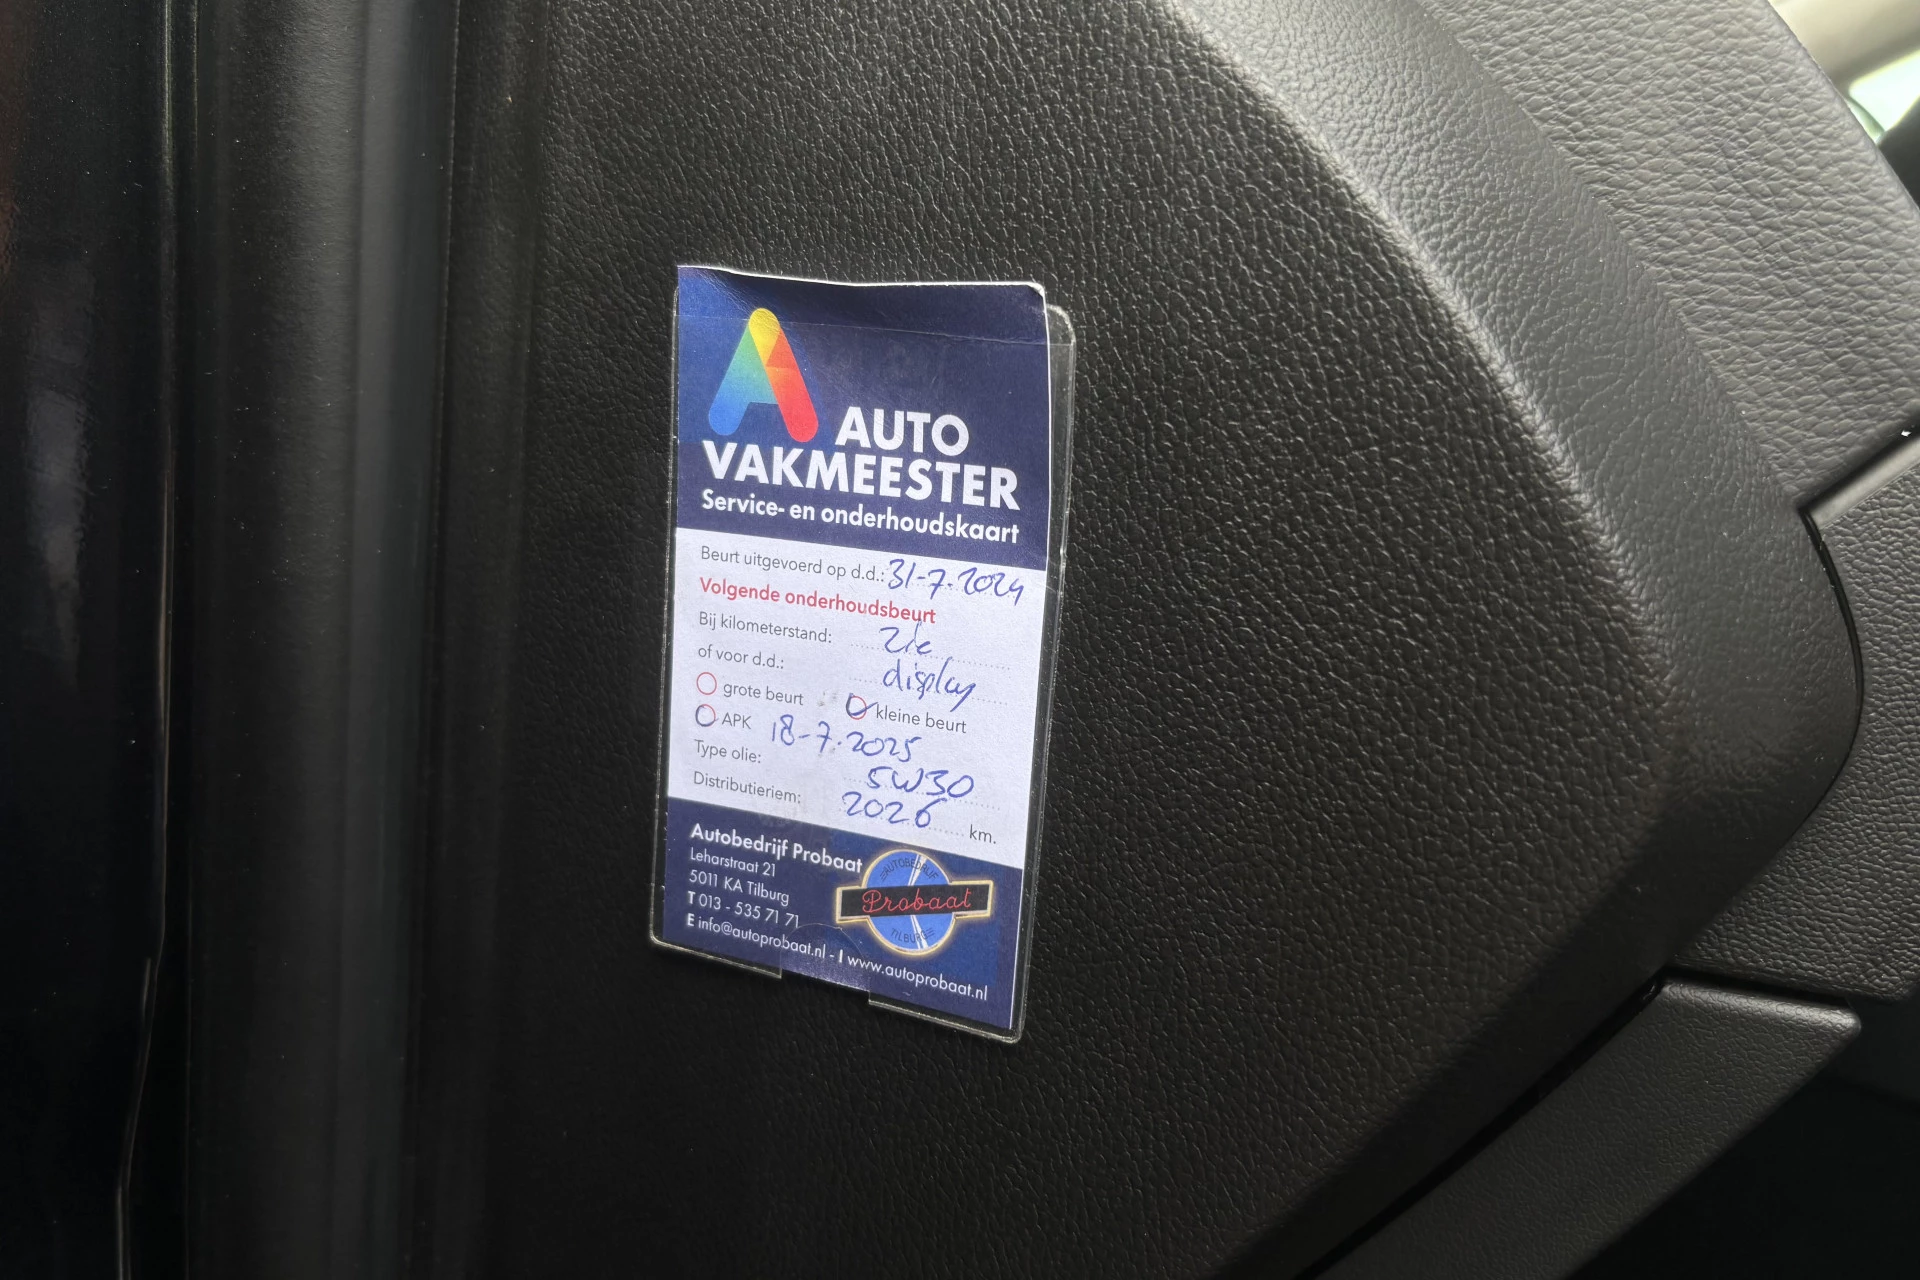 AUTO
VAKMEESTER
Service- en onderhoudskaart
Beurt uitgevoerd op d.d.: 31-7-2024
Volgende onderhoudsbeurt
Bij kilometerstand: zie
of voor d.d.: display
grote beurt kleine beurt
APK 18-7-2025
Type olie: 5W30
Distributieriem: 2026 km.
Autobedrijf Probaat
Leharstraat 21
5011 KA Tilburg
T 013 - 535 71 71
E info@autoprobaat.nl - I www.autoprobaat.nl
AUTOBEDRIJF
Probaat
TILBURG